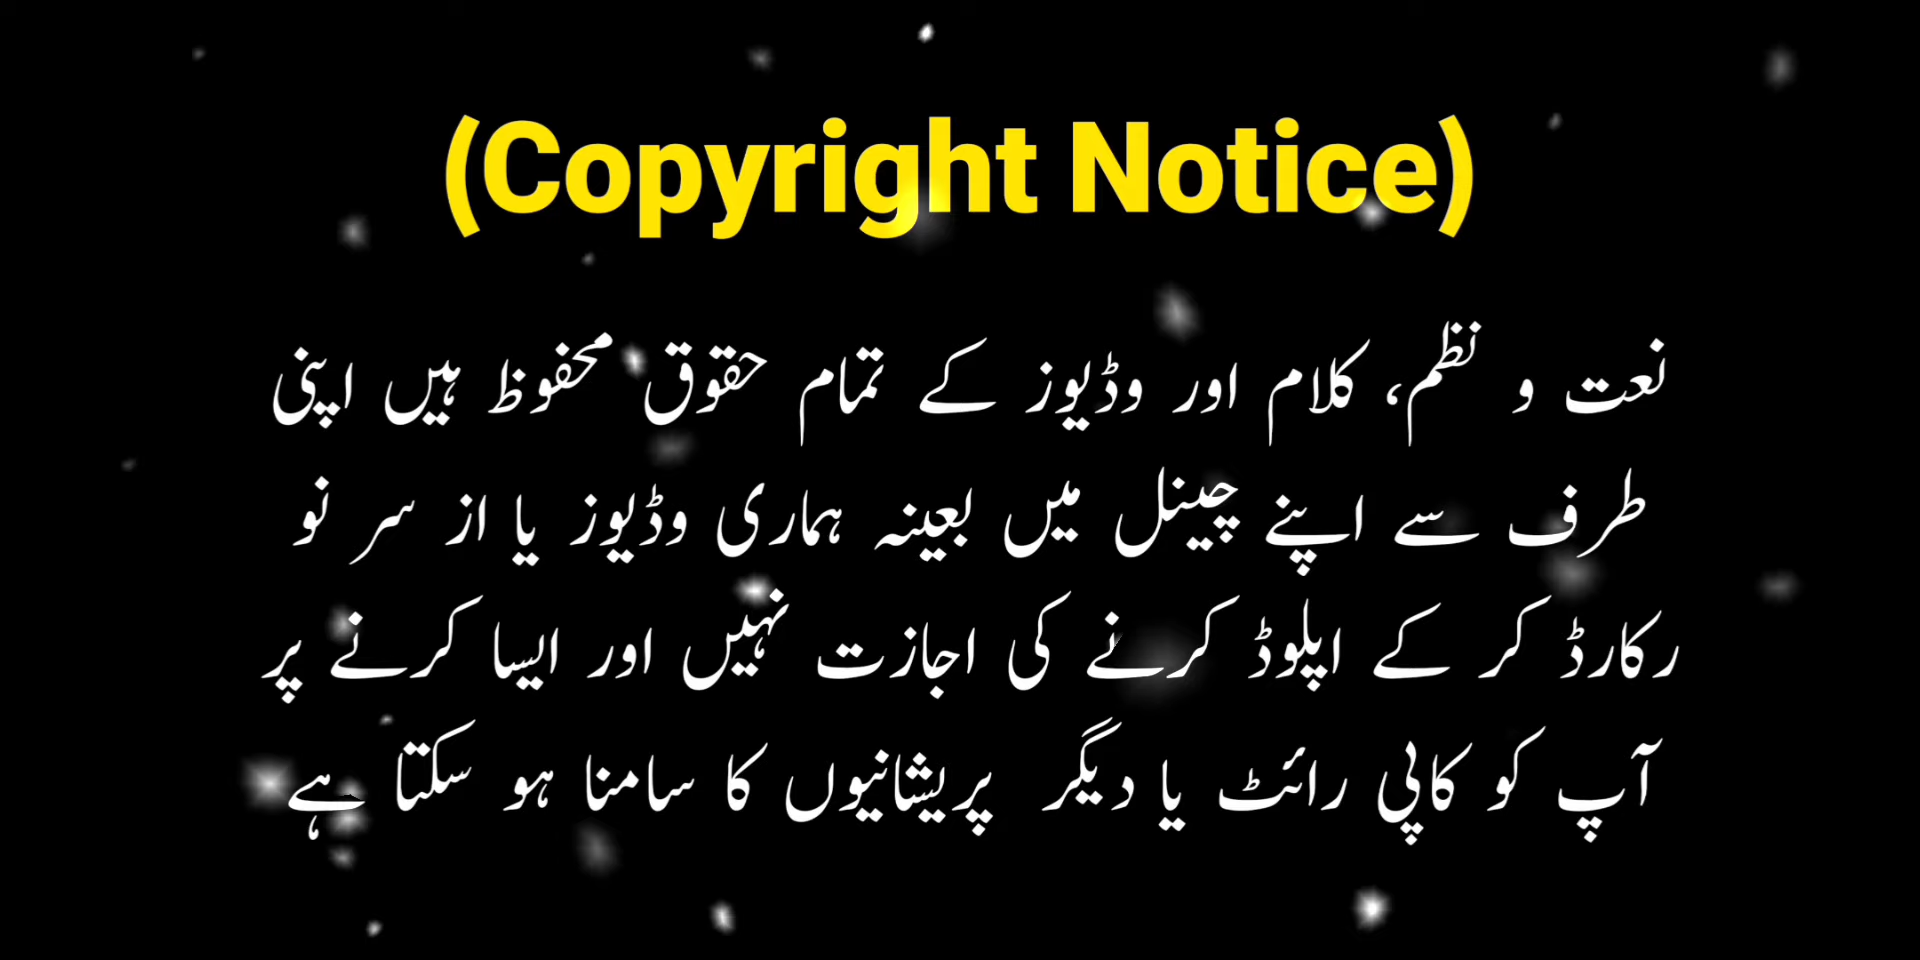 (Copyright Notice)
نعت و نظم، کلام اور وڈیوز کے تمام حقوق محفوظ ہیں اپنی
طرف سے اپنے چینل میں بعینہ ہماری وڈیوز یا از سر نو
رکارڈ کر کے اپلوڈ کرنے کی اجازت نہیں اور ایسا کرنے پر
آپ کو کاپی رائٹ یا دیگر پریشانیوں کا سامنا ہو سکتا ہے